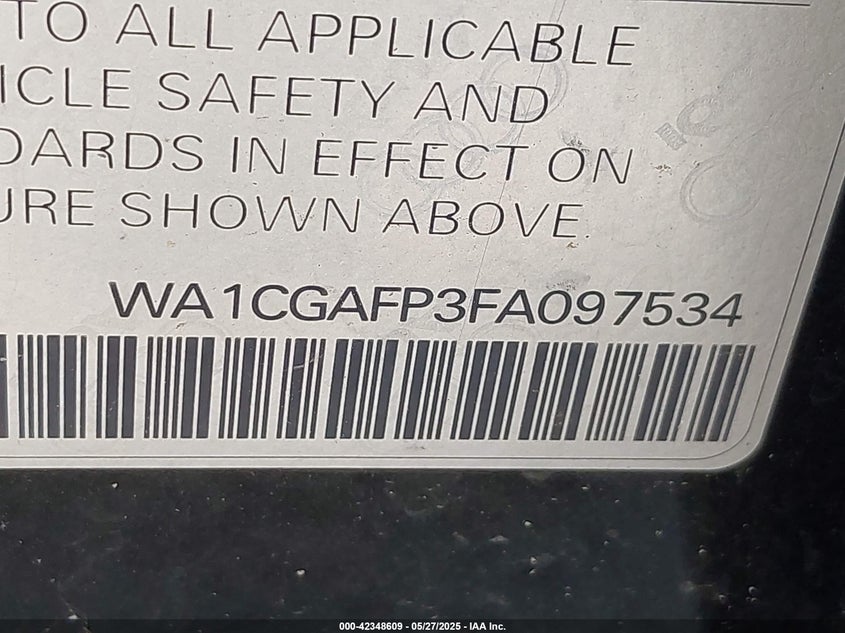 TO ALL APPLICABLE
ICLE SAFETY AND
DARDS IN EFFECT ON
URE SHOWN ABOVE.
WA1CGAFP3FA097534
000-42348609 - 05/27/2025 - IAA Inc.